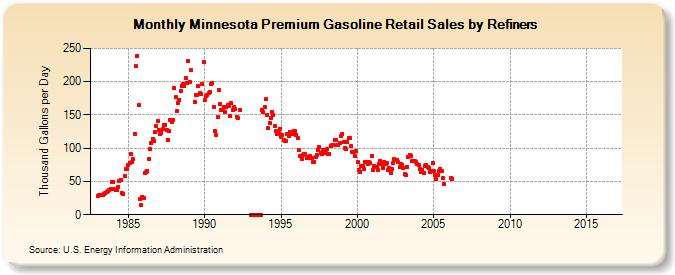 Monthly Minnesota Premium Gasoline Retail Sales by Refiners
Thousand Gallons per Day
250
200
150
100
50
0
1985 1990 1995 2000 2005 2010 2015
Source: U.S. Energy Information Administration